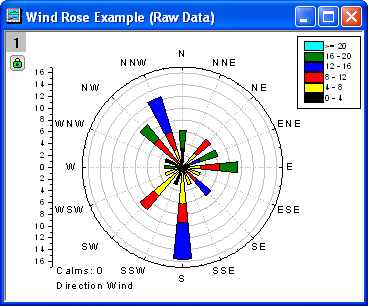 Wind Rose Example (Raw Data)
1
>= 20
16 - 20
12 - 16
8 - 12
4 - 8
0 - 4
N
NNW
NNE
NW
NE
WNW
ENE
W
E
WSW
ESE
SW
SE
SSW
SSE
S
16
14
12
10
8
6
4
2
0
2
4
6
8
10
12
14
16
Calms: 0
Direction Wind